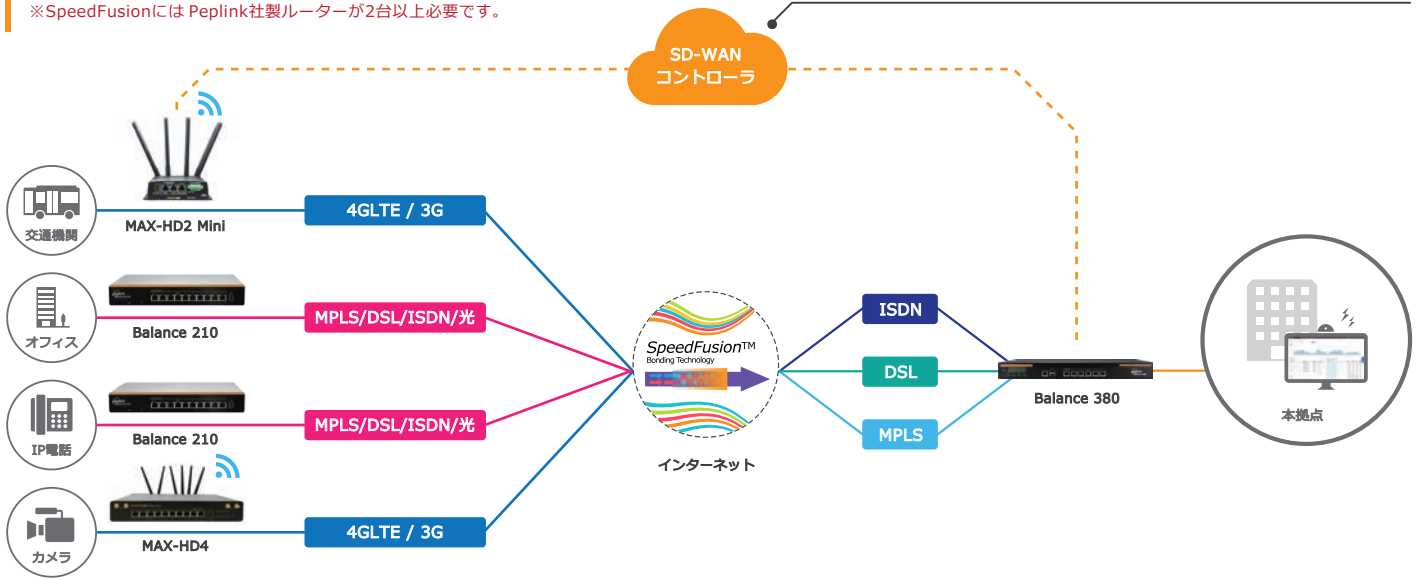 ※SpeedFusionには Peplink社製ルーターが2台以上必要です。
SD-WAN
コントローラ
交通機関
MAX-HD2 Mini
4GLTE / 3G
オフィス
Balance 210
MPLS/DSL/ISDN/光
IP電話
Balance 210
MPLS/DSL/ISDN/光
カメラ
MAX-HD4
4GLTE / 3G
SpeedFusion™
Bonding Technology
インターネット
ISDN
DSL
MPLS
Balance 380
本拠点